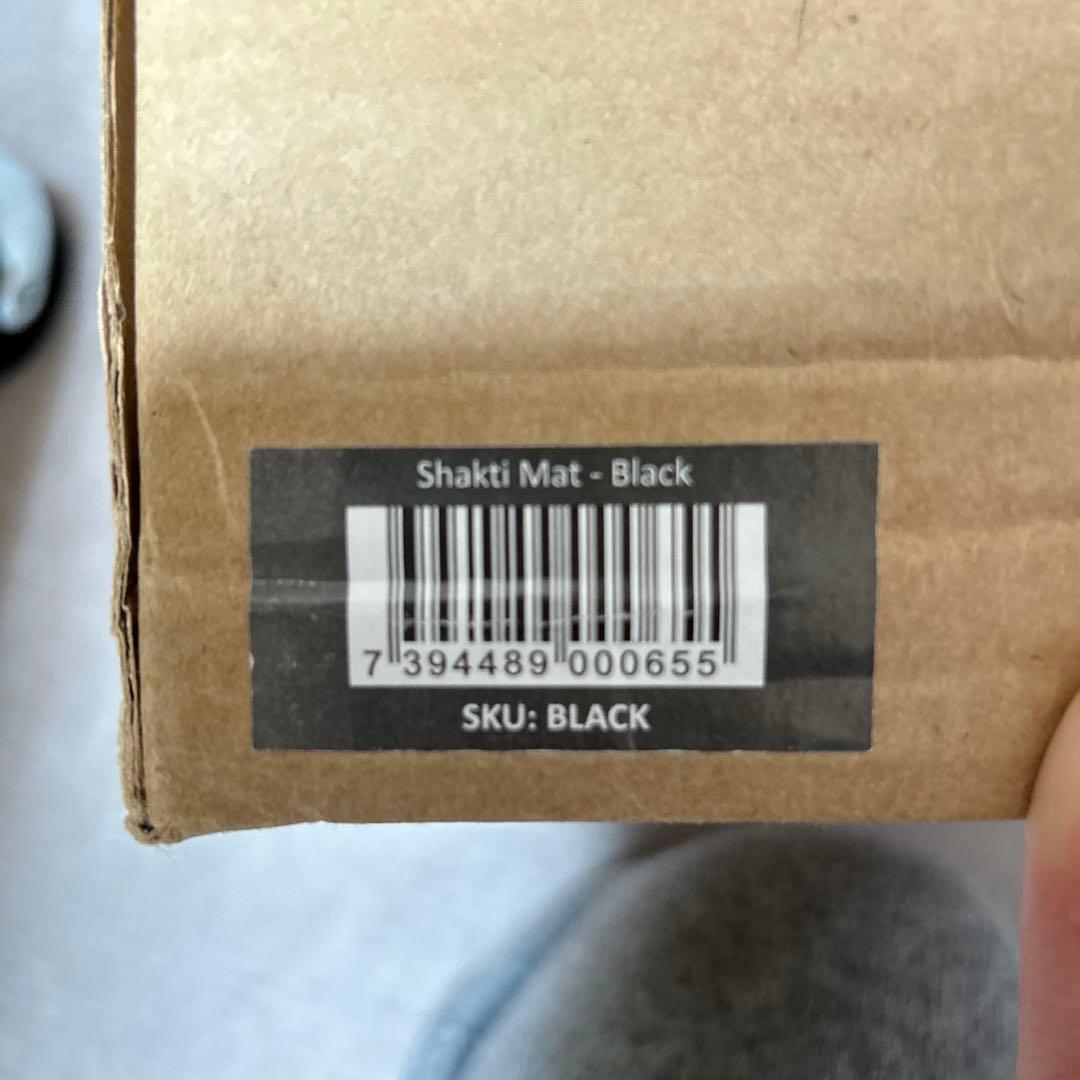 Shakti Mat - Black
7 394489 000655
SKU: BLACK